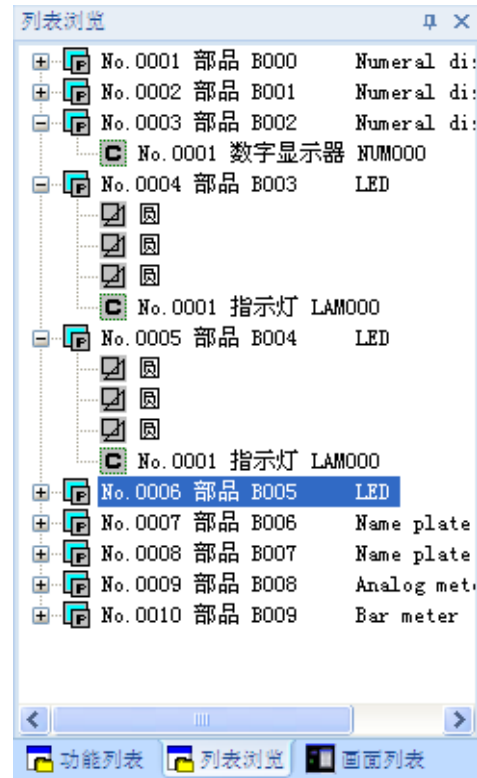 列表浏览
No.0001 部品 B000 Numeral di
No.0002 部品 B001 Numeral di
No.0003 部品 B002 Numeral di
C No.0001 数字显示器 NUM000
No.0004 部品 B003 LED
圆
圆
圆
C No.0001 指示灯 LAM000
No.0005 部品 B004 LED
圆
圆
圆
C No.0001 指示灯 LAM000
No.0006 部品 B005 LED
No.0007 部品 B006 Name plate
No.0008 部品 B007 Name plate
No.0009 部品 B008 Analog met
No.0010 部品 B009 Bar meter
功能列表 列表浏览 画面列表